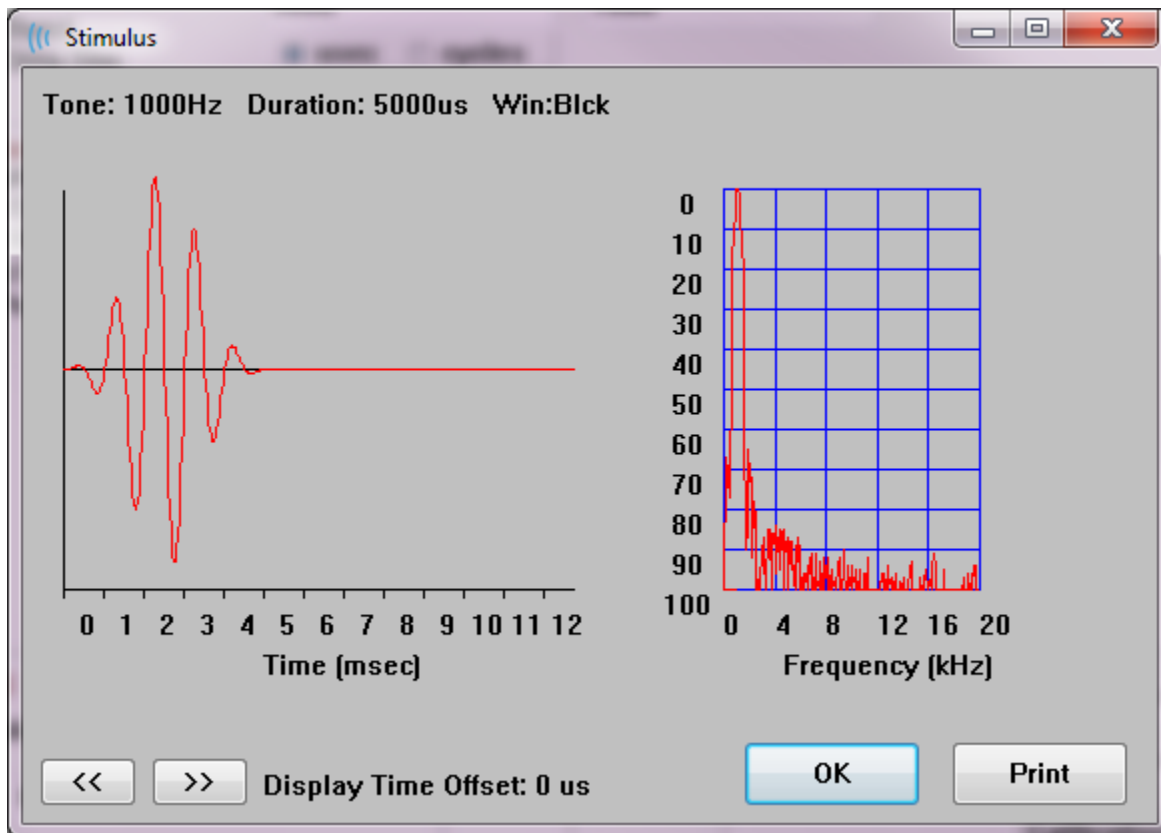 Stimulus
Tone: 1000Hz Duration: 5000us Win:Blck
0
10
20
30
40
50
60
70
80
90
100
0 1 2 3 4 5 6 7 8 9 10 11 12
Time (msec)
0 4 8 12 16 20
Frequency (kHz)
<< >> Display Time Offset: 0 us
OK Print